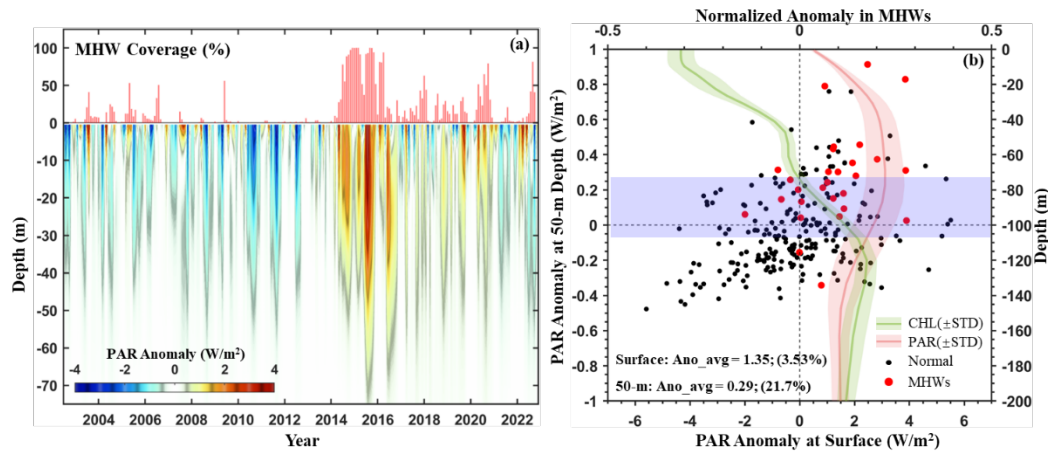 MHW Coverage (%)
(a)
100
80
60
40
20
0
-10
-20
-30
-40
-50
-60
-70
Depth (m)
PAR Anomaly (W/m²)
-4 -2 0 2 4
2004 2006 2008 2010 2012 2014 2016 2018 2020 2022
Year
Normalized Anomaly in MHWs
-0.5 0 0.5
(b)
1
0.8
0.6
0.4
0.2
0
-0.2
-0.4
-0.6
-0.8
-1
PAR Anomaly at 50-m Depth (W/m²)
0
-20
-40
-60
-80
-100
-120
-140
-160
-180
-200
Depth (m)
CHL(±STD)
PAR(±STD)
Normal
MHWs
Surface: Ano_avg = 1.35; (3.53%)
50-m: Ano_avg = 0.29; (21.7%)
-6 -4 -2 0 2 4 6
PAR Anomaly at Surface (W/m²)